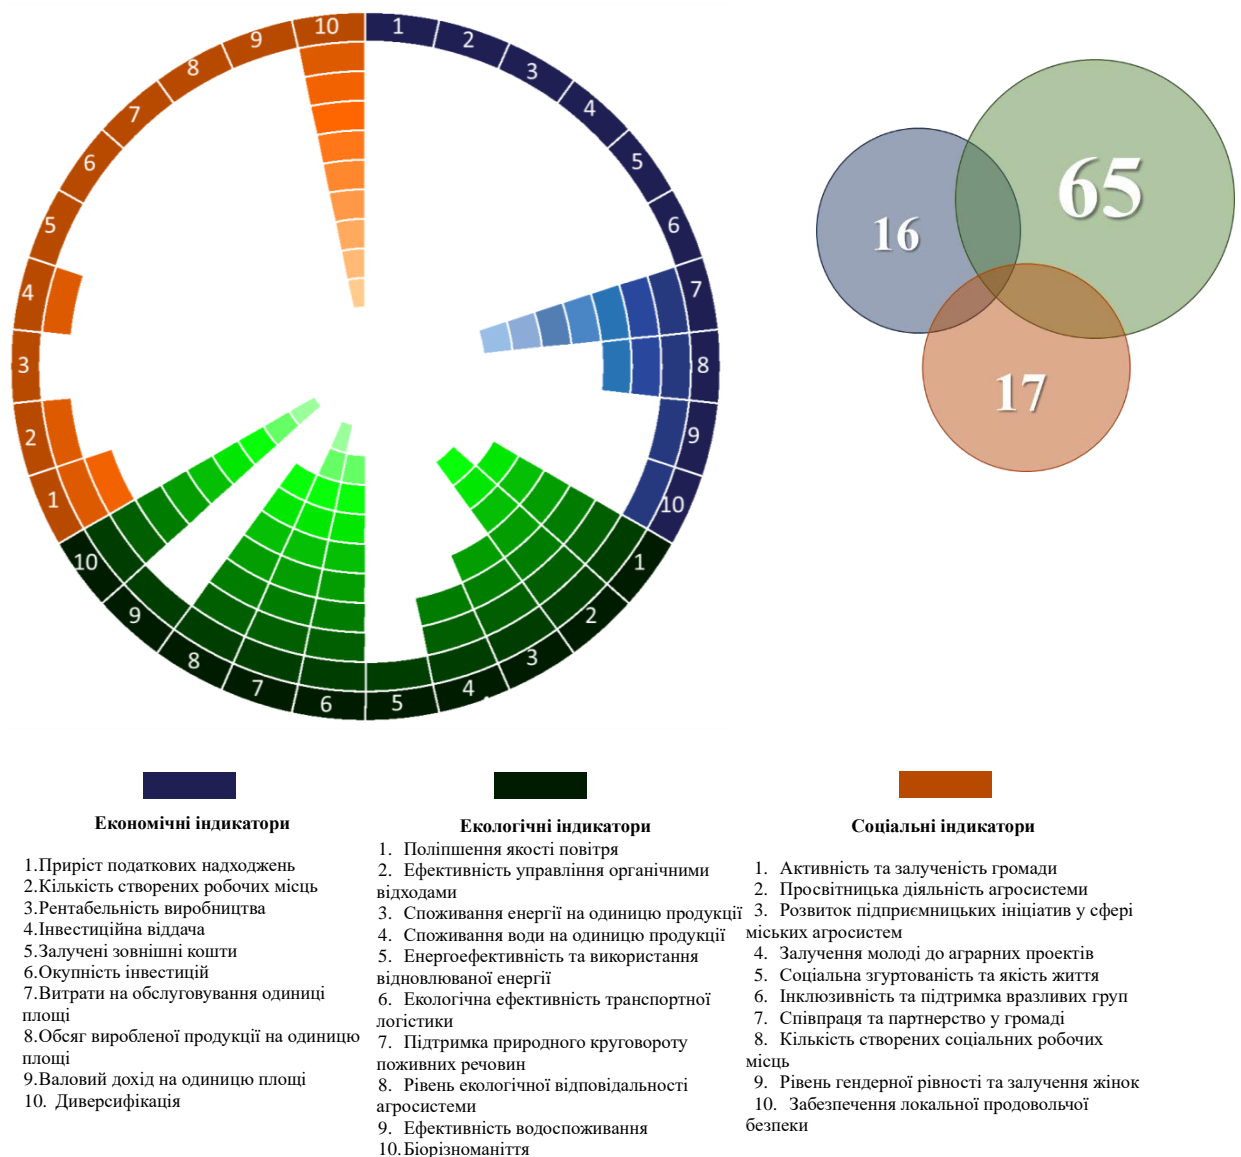 10
1
2
3
4
5
6
7
8
9
10
1
2
3
4
5
6
7
8
9
10
1
2
3
4
5
6
7
8
9
65
16
17
Економічні індикатори
1.Приріст податкових надходжень
2.Кількість створених робочих місць
3.Рентабельність виробництва
4.Інвестиційна віддача
5.Залучені зовнішні кошти
6.Окупність інвестицій
7.Витрати на обслуговування одиниці
площі
8.Обсяг виробленої продукції на одиницю
площі
9.Валовий дохід на одиницю площі
10. Диверсифікація
Екологічні індикатори
1. Поліпшення якості повітря
2. Ефективність управління органічними
відходами
3. Споживання енергії на одиницю продукції
4. Споживання води на одиницю продукції
5. Енергоефективність та використання
відновлюваної енергії
6. Екологічна ефективність транспортної
логістики
7. Підтримка природного круговороту
поживних речовин
8. Рівень екологічної відповідальності
агросистеми
9. Ефективність водоспоживання
10. Біорізноманіття
Соціальні індикатори
1. Активність та залученість громади
2. Просвітницька діяльність агросистеми
3. Розвиток підприємницьких ініціатив у сфері
міських агросистем
4. Залучення молоді до аграрних проектів
5. Соціальна згуртованість та якість життя
6. Інклюзивність та підтримка вразливих груп
7. Співпраця та партнерство у громаді
8. Кількість створених соціальних робочих
місць
9. Рівень гендерної рівності та залучення жінок
10. Забезпечення локальної продовольчої
безпеки